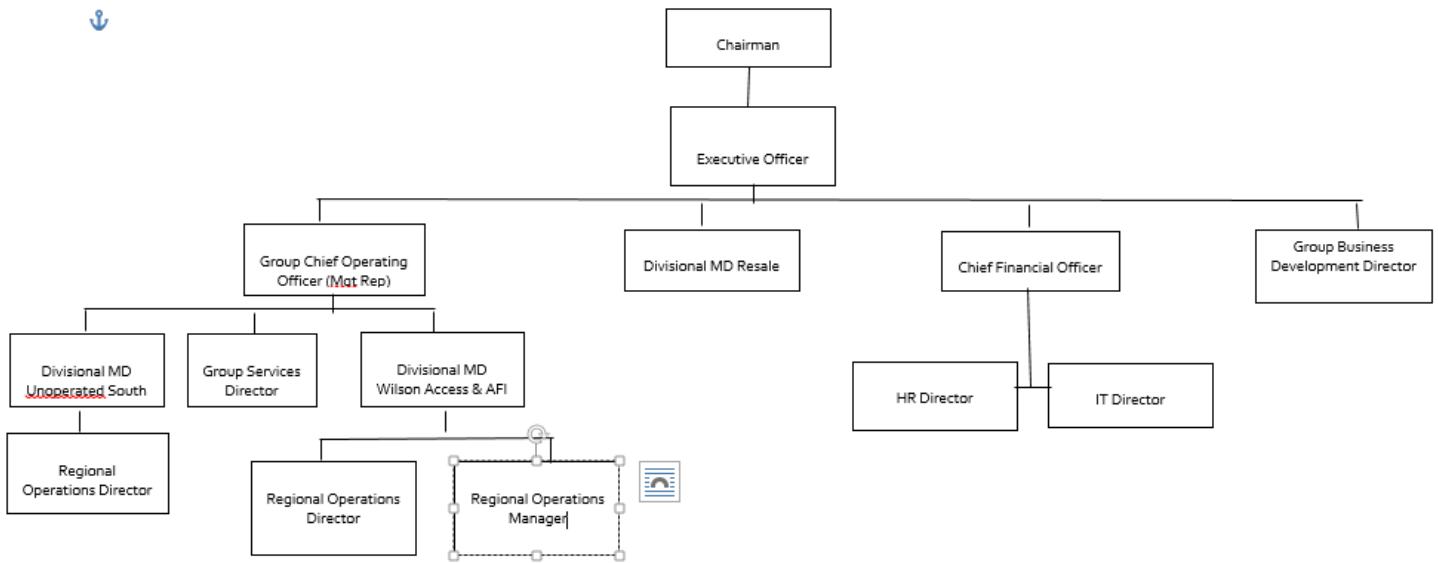 Chairman
Executive Officer
Group Chief Operating
Officer (Mgt Rep)
Divisional MD Resale
Chief Financial Officer
Group Business
Development Director
Divisional MD
Unoperated South
Group Services
Director
Divisional MD
Wilson Access & AFI
HR Director
IT Director
Regional
Operations Director
Regional Operations
Director
Regional Operations
Manager